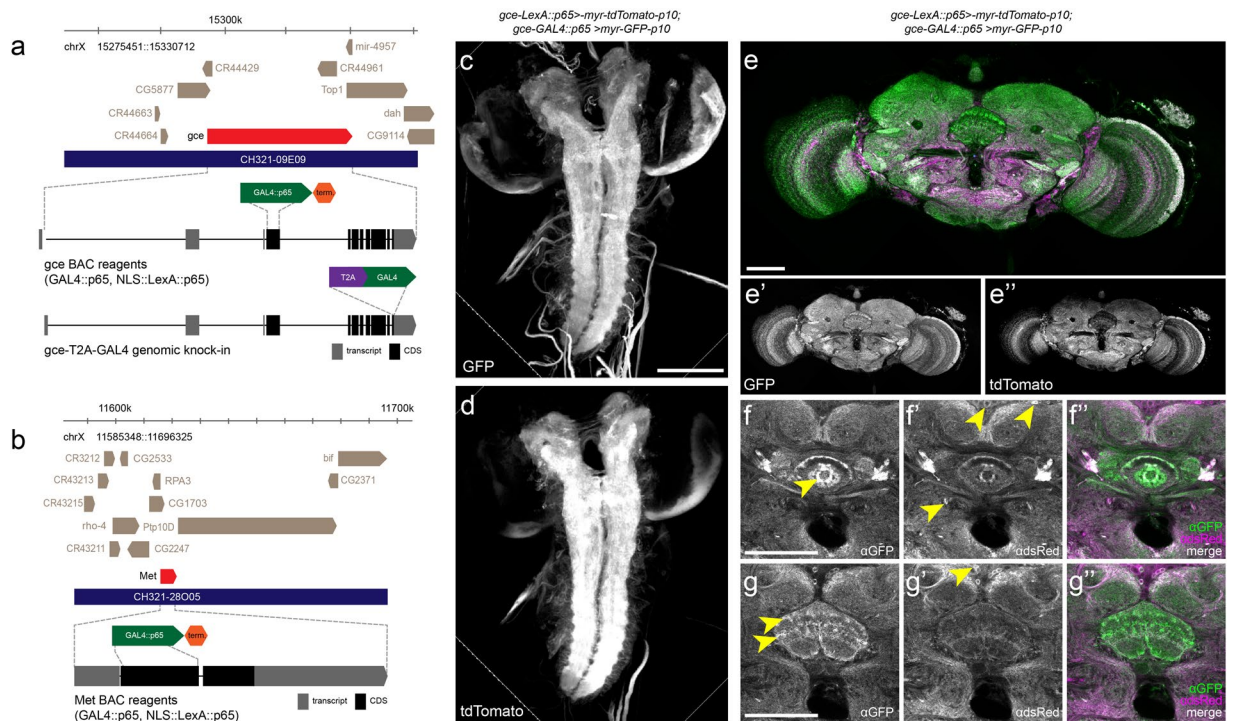 a
15300k
chrX 15275451::15330712
mir-4957
CR44429
CR44961
CG5877
Top1
CR44663
dah
CR44664
gce
CG9114
CH321-09E09
GAL4::p65
term.
gce BAC reagents
(GAL4::p65, NLS::LexA::p65)
T2A
GAL4
gce-T2A-GAL4 genomic knock-in
transcript
CDS
b
11600k
11700k
chrX 11585348::11696325
CR3212
CG2533
bif
CR43213
RPA3
CG2371
CR43215
CG1703
rho-4
Ptp10D
CR43211
CG2247
Met
CH321-28O05
GAL4::p65
term.
Met BAC reagents
(GAL4::p65, NLS::LexA::p65)
transcript
CDS
gce-LexA::p65>-myr-tdTomato-p10;
gce-GAL4::p65 >myr-GFP-p10
c
GFP
d
tdTomato
gce-LexA::p65>-myr-tdTomato-p10;
gce-GAL4::p65 >myr-GFP-p10
e
e'
GFP
e''
tdTomato
f
αGFP
f'
αdsRed
f''
αGFP
αdsRed
merge
g
αGFP
g'
αdsRed
g''
αGFP
αdsRed
merge